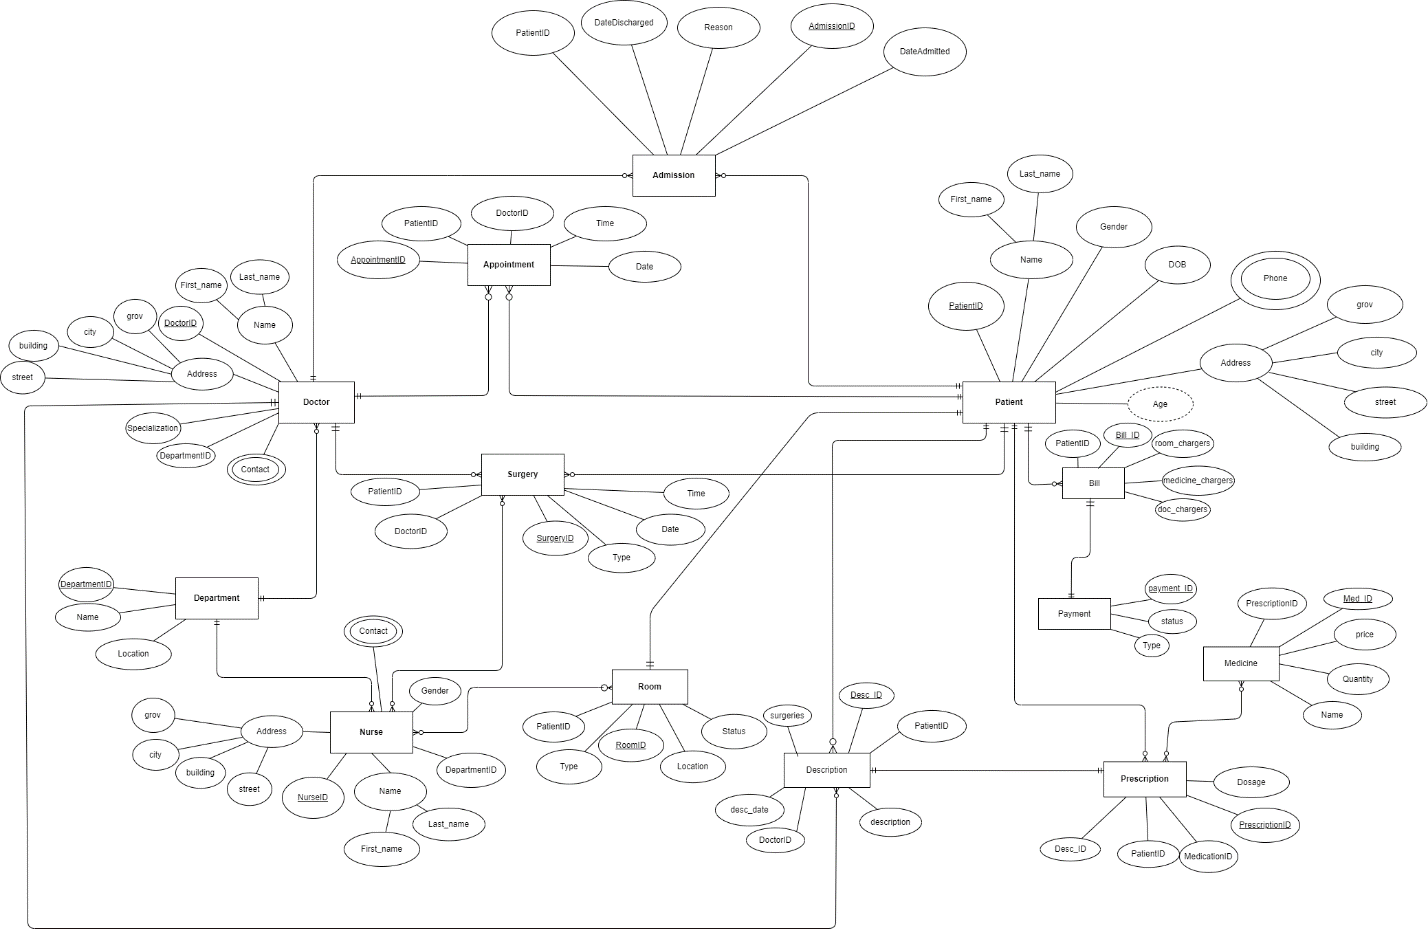 DateDischarged
PatientID
Reason
AdmissionID
DateAdmitted
Admission
Last_name
First_name
PatientID
DoctorID
Time
Gender
AppointmentID
Appointment
Date
Name
DOB
Phone
Last_name
First_name
PatientID
grov
grov
DoctorID
Name
city
building
city
Address
Address
street
Doctor
Patient
Age
street
Specialization
DepartmentID
Contact
PatientID
Bill_ID
room_chargers
building
Surgery
Bill
medicine_chargers
PatientID
Time
doc_chargers
DoctorID
SurgeryID
Date
Type
DepartmentID
Department
Name
Location
payment_ID
Payment
status
Type
PrescriptionID
Med_ID
price
Contact
Medicine
Quantity
Name
Gender
Room
Desc_ID
surgeries
PatientID
grov
Address
Nurse
PatientID
RoomID
Status
city
building
street
DepartmentID
Type
Location
Description
Prescription
Dosage
NurseID
Name
Last_name
First_name
desc_date
DoctorID
description
PrescriptionID
Desc_ID
PatientID
MedicationID